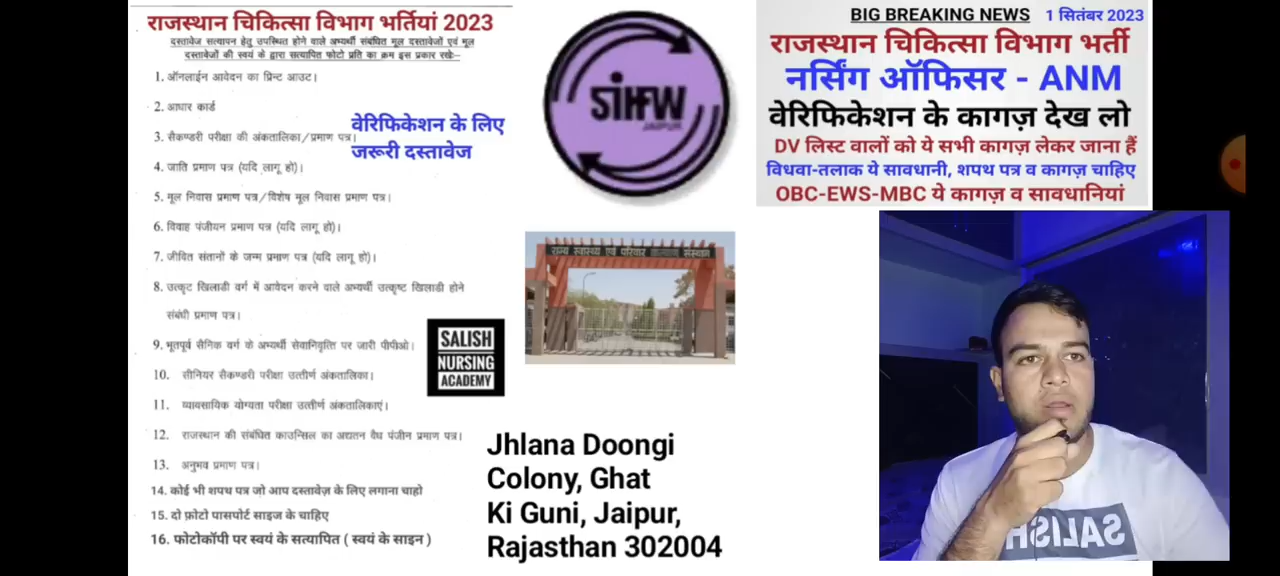 राजस्थान चिकित्सा विभाग भर्तियां 2023
दस्तावेज सत्यापन हेतु उपस्थित होने वाले अभ्यर्थी संबंधित मूल दस्तावेजों एवं मूल
दस्तावेजों की स्वयं के द्वारा सत्यापित फोटो प्रति का क्रम इस प्रकार रखेः–
1. ऑनलाईन आवेदन का प्रिन्ट आउट।
2. आधार कार्ड
3. सैकण्डरी परीक्षा की अंकतालिका/प्रमाण पत्र।
4. जाति प्रमाण पत्र (यदि लागू हो)।
5. मूल निवास प्रमाण पत्र/विशेष मूल निवास प्रमाण पत्र।
6. विवाह पंजीयन प्रमाण पत्र (यदि लागू हो)।
7. जीवित संतानों के जन्म प्रमाण पत्र (यदि लागू हो)।
8. उत्कृट खिलाडी वर्ग में आवेदन करने वाले अभ्यर्थी उत्कृष्ट खिलाडी होने
संबंधी प्रमाण पत्र।
9. भूतपूर्व सैनिक वर्ग के अभ्यर्थी सेवानिवृत्ति पर जारी पीपीओ।
10. सीनियर सैकण्डरी परीक्षा उत्तीर्ण अंकतालिका।
11. व्यावसायिक योग्यता परीक्षा उत्तीर्ण अंकतालिकाएं।
12. राजस्थान की संबंधित काउन्सिल का अद्यतन वैध पंजीन प्रमाण पत्र।
13. अनुभव प्रमाण पत्र।
14. कोई भी शपथ पत्र जो आप दस्तावेज़ के लिए लगाना चाहो
15. दो फ़ोटो पासपोर्ट साइज के चाहिए
16. फोटोकॉपी पर स्वयं के सत्यापित ( स्वयं के साइन )
वेरिफिकेशन के लिए
जरूरी दस्तावेज
SALISH
NURSING
ACADEMY
SIHFW
JAIPUR
राज्य स्वास्थ्य एवं परिवार कल्याण संस्थान
Jhlana Doongi
Colony, Ghat
Ki Guni, Jaipur,
Rajasthan 302004
BIG BREAKING NEWS 1 सितंबर 2023
राजस्थान चिकित्सा विभाग भर्ती
नर्सिंग ऑफिसर - ANM
वेरिफिकेशन के कागज़ देख लो
DV लिस्ट वालों को ये सभी कागज़ लेकर जाना हैं
विधवा-तलाक ये सावधानी, शपथ पत्र व कागज़ चाहिए
OBC-EWS-MBC ये कागज़ व सावधानियां
SALISH